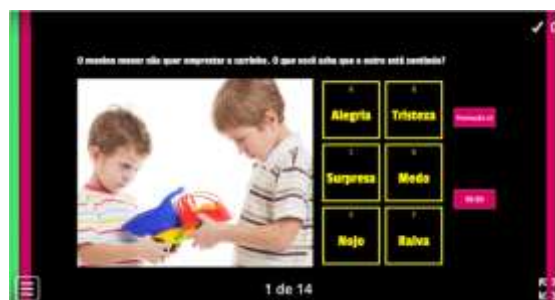 O menino menor não quer emprestar o carrinho. O que você acha que o outro está sentindo?
A
Alegria
B
Tristeza
C
Surpresa
D
Medo
E
Nojo
F
Raiva
1 de 14